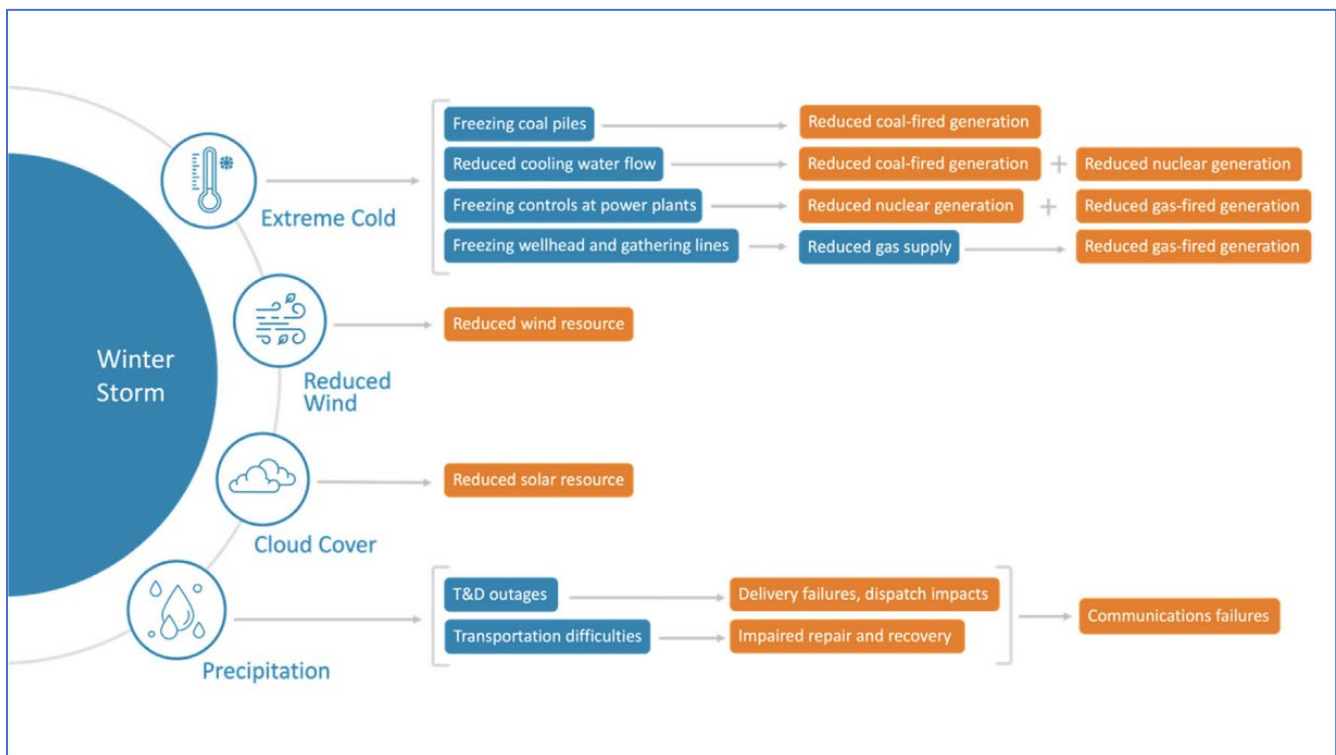 Winter
Storm
Extreme Cold
Freezing coal piles
Reduced coal-fired generation
Reduced cooling water flow
Reduced coal-fired generation
+
Reduced nuclear generation
Freezing controls at power plants
Reduced nuclear generation
+
Reduced gas-fired generation
Freezing wellhead and gathering lines
Reduced gas supply
Reduced gas-fired generation
Reduced
Wind
Reduced wind resource
Cloud Cover
Reduced solar resource
Precipitation
T&D outages
Delivery failures, dispatch impacts
Transportation difficulties
Impaired repair and recovery
Communications failures